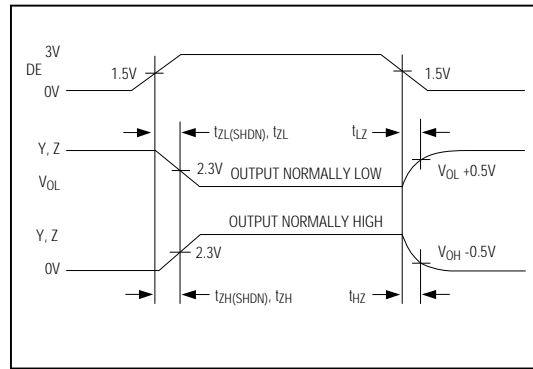 3V
DE
1.5V
1.5V
0V
tZL(SHDN), tZL
tLZ
Y, Z
2.3V
OUTPUT NORMALLY LOW
VOL +0.5V
VOL
OUTPUT NORMALLY HIGH
Y, Z
2.3V
VOH -0.5V
0V
tZH(SHDN), tZH
tHZ